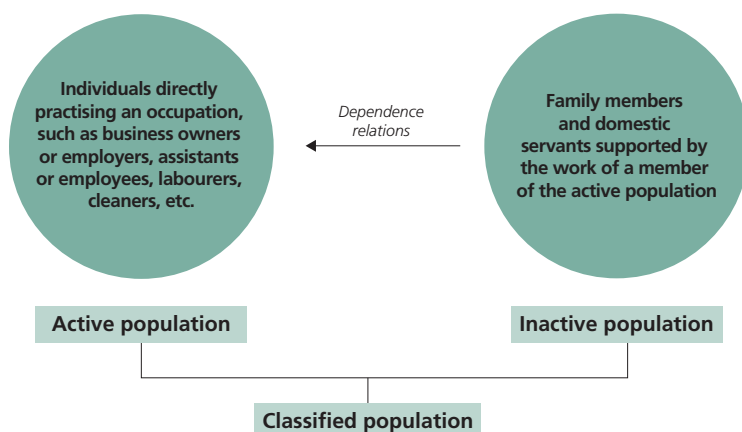 Individuals directly
practising an occupation,
such as business owners
or employers, assistants
or employees, labourers,
cleaners, etc.
Dependence
relations
Family members
and domestic
servants supported by
the work of a member
of the active population
Active population
Inactive population
Classified population